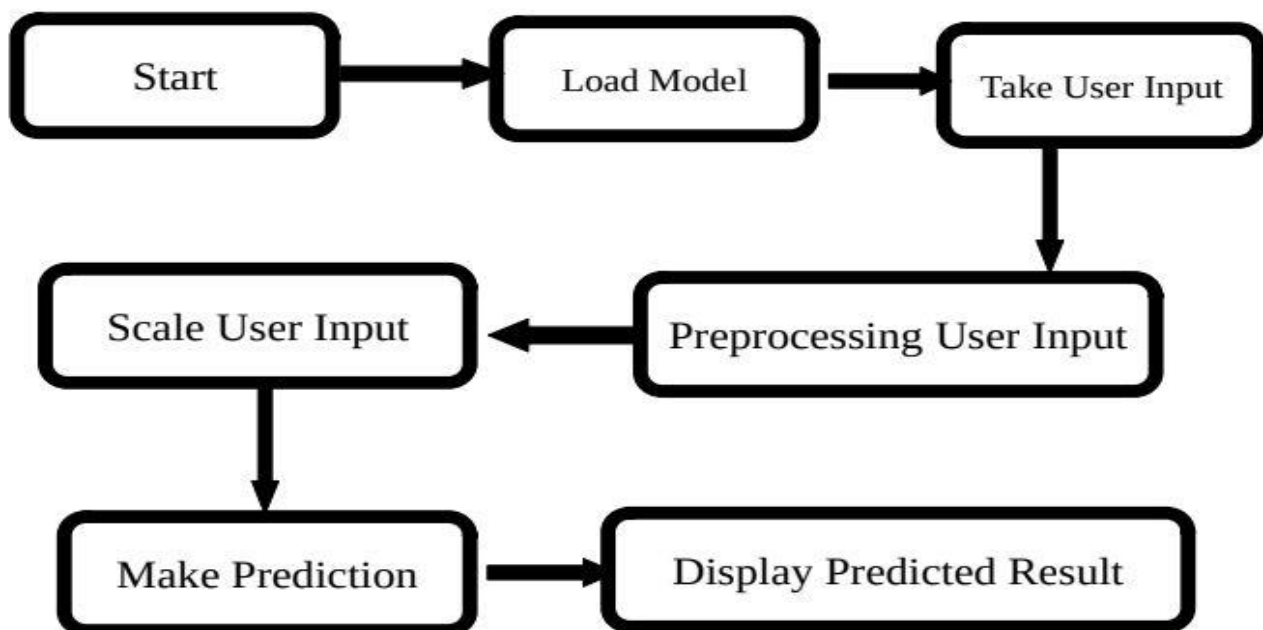 Start
Load Model
Take User Input
Preprocessing User Input
Scale User Input
Make Prediction
Display Predicted Result